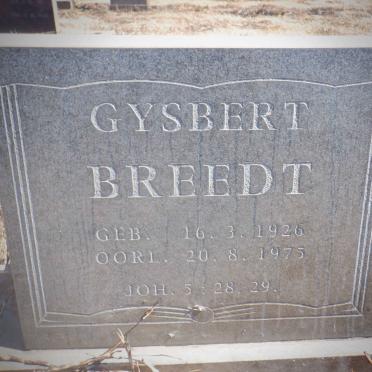 GYSBERT
BREEDT
GEB. 16. 3. 1926
OORL. 20. 8. 1975
JOH. 5 : 28, 29.